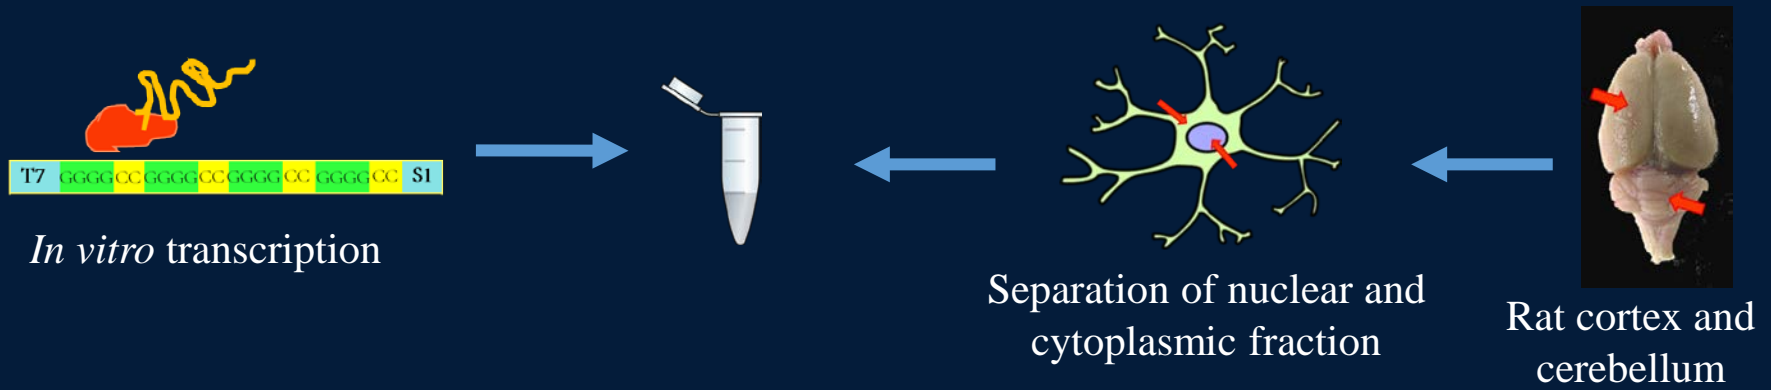 T7 GGGG CC GGGG CC GGGG CC GGGG CC S1
In vitro transcription
Separation of nuclear and
cytoplasmic fraction
Rat cortex and
cerebellum